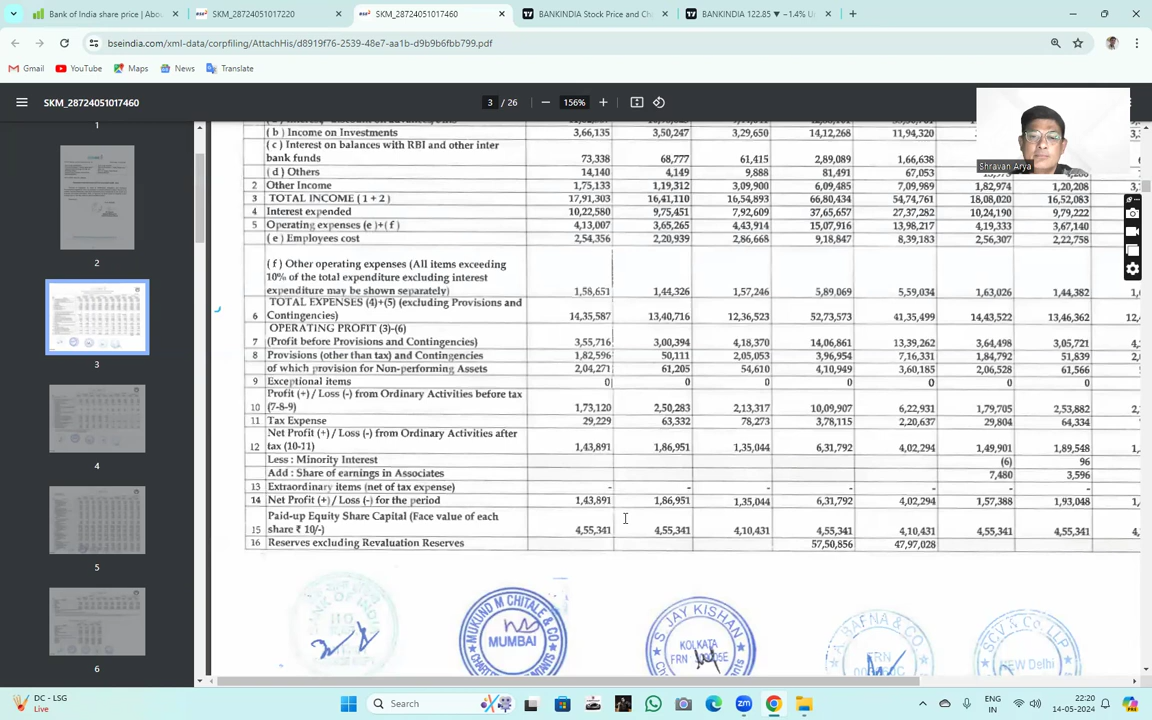 Bank of India share price | Abo
SKM_28724051017220
SKM_28724051017460
BANKINDIA Stock Price and Ch
BANKINDIA 122.85 ▼ −1.4% U
bseindia.com/xml-data/corpfiling/AttachHis/d8919f76-2539-48e7-aa1b-d9b9b6fbb799.pdf
Gmail YouTube Maps News Translate
SKM_28724051017460
3 / 26
156%
Shravan Arya
1
2
3
4
5
6
( b ) Income on Investments 3,66,135 3,50,247 3,29,650 14,12,268 11,94,320
( c ) Interest on balances with RBI and other inter
bank funds 73,338 68,777 61,415 2,89,089 1,66,638
( d ) Others 14,140 4,149 9,888 81,491 67,053
2 Other Income 1,75,133 1,19,312 3,09,900 6,09,485 7,09,989 1,82,974 1,20,208
3 TOTAL INCOME ( 1 + 2 ) 17,91,303 16,41,110 16,54,893 66,80,434 54,74,761 18,08,020 16,52,083
4 Interest expended 10,22,580 9,75,451 7,92,609 37,65,657 27,37,282 10,24,190 9,79,222
5 Operating expenses (e )+( f ) 4,13,007 3,65,265 4,43,914 15,07,916 13,98,217 4,19,333 3,67,140
( e ) Employees cost 2,54,356 2,20,939 2,86,668 9,18,847 8,39,183 2,56,307 2,22,758
( f ) Other operating expenses (All items exceeding
10% of the total expenditure excluding interest
expenditure may be shown separately) 1,58,651 1,44,326 1,57,246 5,89,069 5,59,034 1,63,026 1,44,382
TOTAL EXPENSES (4)+(5) (excluding Provisions and
6 Contingencies) 14,35,587 13,40,716 12,36,523 52,73,573 41,35,499 14,43,522 13,46,362
OPERATING PROFIT (3)-(6)
7 (Profit before Provisions and Contingencies) 3,55,716 3,00,394 4,18,370 14,06,861 13,39,262 3,64,498 3,05,721
8 Provisions (other than tax) and Contingencies 1,82,596 50,111 2,05,053 3,96,954 7,16,331 1,84,792 51,839
of which provision for Non-performing Assets 2,04,271 61,205 54,610 4,10,949 3,60,185 2,06,528 61,566
9 Exceptional items 0 0 0 0 0 0 0
Profit (+) / Loss (-) from Ordinary Activities before tax
10 (7-8-9) 1,73,120 2,50,283 2,13,317 10,09,907 6,22,931 1,79,705 2,53,882
11 Tax Expense 29,229 63,332 78,273 3,78,115 2,20,637 29,804 64,334
Net Profit (+) / Loss (-) from Ordinary Activities after
12 tax (10-11) 1,43,891 1,86,951 1,35,044 6,31,792 4,02,294 1,49,901 1,89,548
Less : Minority Interest (6) 96
Add : Share of earnings in Associates 7,480 3,596
13 Extraordinary items (net of tax expense) - - - - - - -
14 Net Profit (+) / Loss (-) for the period 1,43,891 1,86,951 1,35,044 6,31,792 4,02,294 1,57,388 1,93,048
Paid-up Equity Share Capital (Face value of each
15 share ₹ 10/-) 4,55,341 4,55,341 4,10,431 4,55,341 4,10,431 4,55,341 4,55,341
16 Reserves excluding Revaluation Reserves 57,50,856 47,97,028
MUKUND M CHITALE & CO
MUMBAI
S JAY KISHAN
KOLKATA
FRN
BAFNA & CO
FRN
SCV & CO. LLP
NEW Delhi
DC - LSG
Live
Search
ENG
IN
22:20
14-05-2024